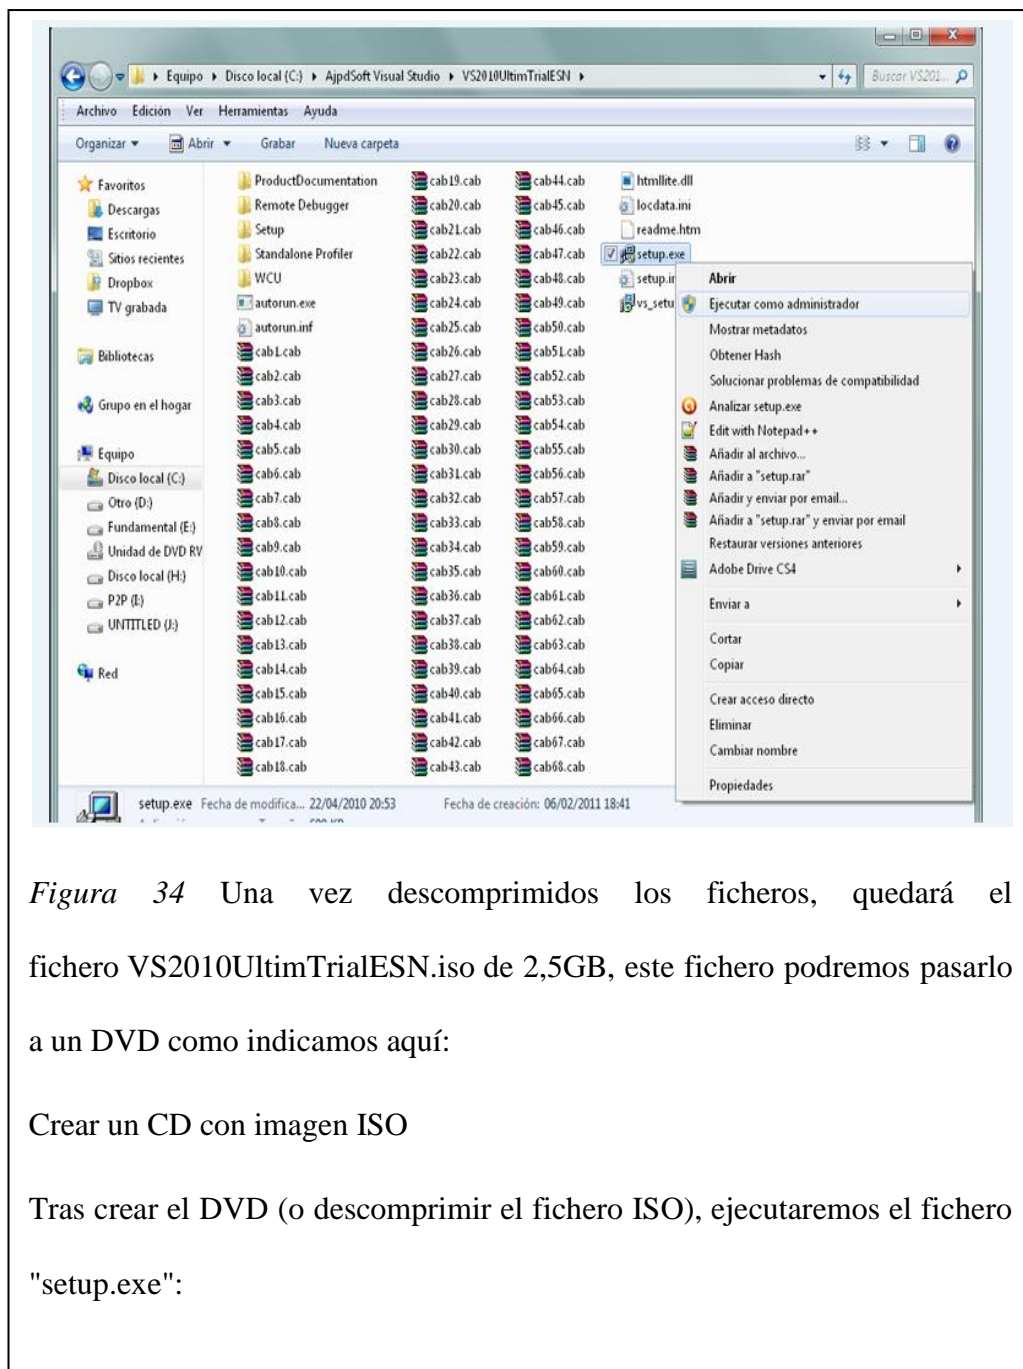 Equipo ▸ Disco local (C:) ▸ AjpdSoft Visual Studio ▸ VS2010UltimTrialESN ▸
Buscar VS201...
Archivo Edición Ver Herramientas Ayuda
Organizar Abrir Grabar Nueva carpeta
Favoritos
Descargas
Escritorio
Sitios recientes
Dropbox
TV grabada
Bibliotecas
Grupo en el hogar
Equipo
Disco local (C:)
Otro (D:)
Fundamental (E:)
Unidad de DVD RW
Disco local (H:)
P2P (I:)
UNTITLED (J:)
Red
ProductDocumentation
Remote Debugger
Setup
Standalone Profiler
WCU
autorun.exe
autorun.inf
cab1.cab
cab2.cab
cab3.cab
cab4.cab
cab5.cab
cab6.cab
cab7.cab
cab8.cab
cab9.cab
cab10.cab
cab11.cab
cab12.cab
cab13.cab
cab14.cab
cab15.cab
cab16.cab
cab17.cab
cab18.cab
cab19.cab
cab20.cab
cab21.cab
cab22.cab
cab23.cab
cab24.cab
cab25.cab
cab26.cab
cab27.cab
cab28.cab
cab29.cab
cab30.cab
cab31.cab
cab32.cab
cab33.cab
cab34.cab
cab35.cab
cab36.cab
cab37.cab
cab38.cab
cab39.cab
cab40.cab
cab41.cab
cab42.cab
cab43.cab
cab44.cab
cab45.cab
cab46.cab
cab47.cab
cab48.cab
cab49.cab
cab50.cab
cab51.cab
cab52.cab
cab53.cab
cab54.cab
cab55.cab
cab56.cab
cab57.cab
cab58.cab
cab59.cab
cab60.cab
cab61.cab
cab62.cab
cab63.cab
cab64.cab
cab65.cab
cab66.cab
cab67.cab
cab68.cab
htmllite.dll
locdata.ini
readme.htm
setup.exe
setup.in
vs_setu
Abrir
Ejecutar como administrador
Mostrar metadatos
Obtener Hash
Solucionar problemas de compatibilidad
Analizar setup.exe
Edit with Notepad++
Añadir al archivo...
Añadir a "setup.rar"
Añadir y enviar por email...
Añadir a "setup.rar" y enviar por email
Restaurar versiones anteriores
Adobe Drive CS4
Enviar a
Cortar
Copiar
Crear acceso directo
Eliminar
Cambiar nombre
Propiedades
setup.exe Fecha de modifica... 22/04/2010 20:53 Fecha de creación: 06/02/2011 18:41
Figura 34 Una vez descomprimidos los ficheros, quedará el
fichero VS2010UltimTrialESN.iso de 2,5GB, este fichero podremos pasarlo
a un DVD como indicamos aquí:
Crear un CD con imagen ISO
Tras crear el DVD (o descomprimir el fichero ISO), ejecutaremos el fichero
"setup.exe":